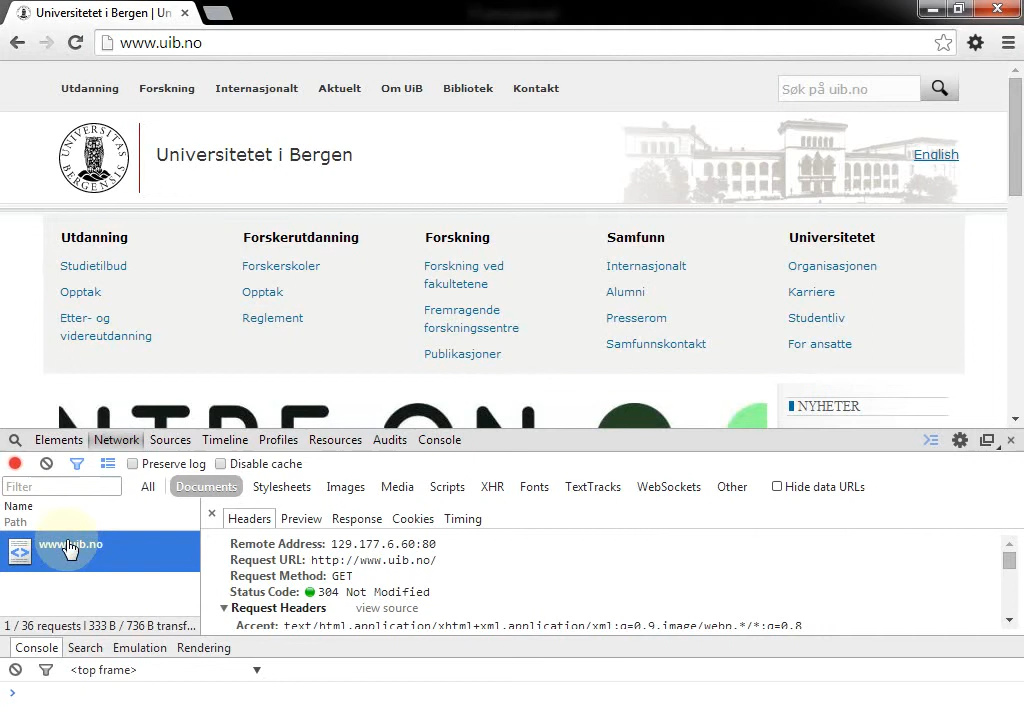 Universitetet i Bergen | Un
www.uib.no
Utdanning Forskning Internasjonalt Aktuelt Om UiB Bibliotek Kontakt
Søk på uib.no
UNIVERSITAS BERGENSIS
Universitetet i Bergen
English
Utdanning Forskerutdanning Forskning Samfunn Universitetet
Studietilbud Forskerskoler Forskning ved Internasjonalt Organisasjonen
fakultetene
Opptak Opptak Alumni Karriere
Fremragende
Etter- og Reglement Presserom Studentliv
forskningssentre
videreutdanning Samfunnskontakt For ansatte
Publikasjoner
NYHETER
Elements Network Sources Timeline Profiles Resources Audits Console
Preserve log Disable cache
Filter All Documents Stylesheets Images Media Scripts XHR Fonts TextTracks WebSockets Other Hide data URLs
Name
Path
× Headers Preview Response Cookies Timing
www.uib.no
Remote Address: 129.177.6.60:80
Request URL: http://www.uib.no/
Request Method: GET
Status Code: 304 Not Modified
Request Headers view source
Accept: text/html,application/xhtml+xml,application/xml;q=0.9,image/webp,*/*;q=0.8
1 / 36 requests | 333 B / 736 B transf...
Console Search Emulation Rendering
<top frame>